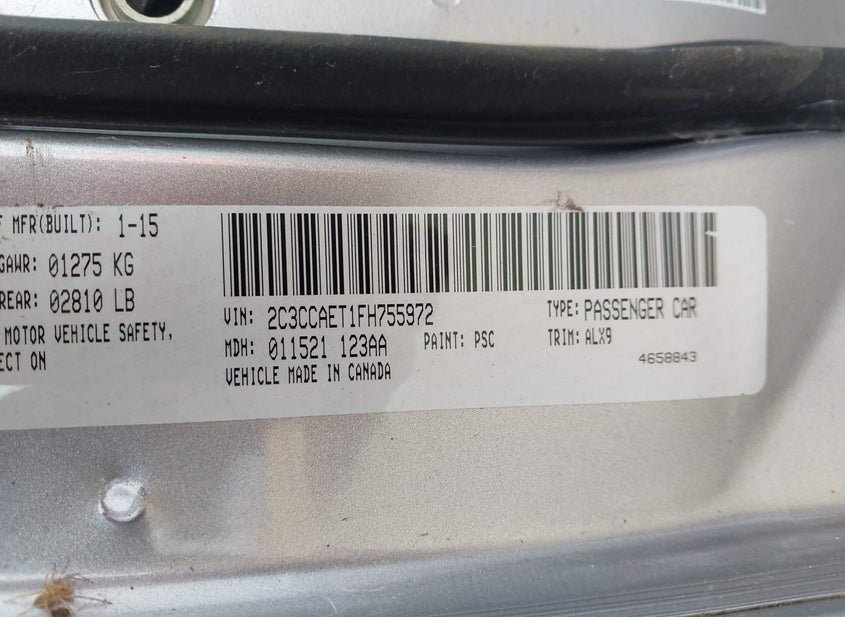 F MFR(BUILT): 1-15
GAWR: 01275 KG
REAR: 02810 LB
MOTOR VEHICLE SAFETY,
ECT ON
VIN: 2C3CCAET1FH755972 TYPE: PASSENGER CAR
MDH: 011521 123AA PAINT: PSC TRIM: ALX9
VEHICLE MADE IN CANADA 4658843